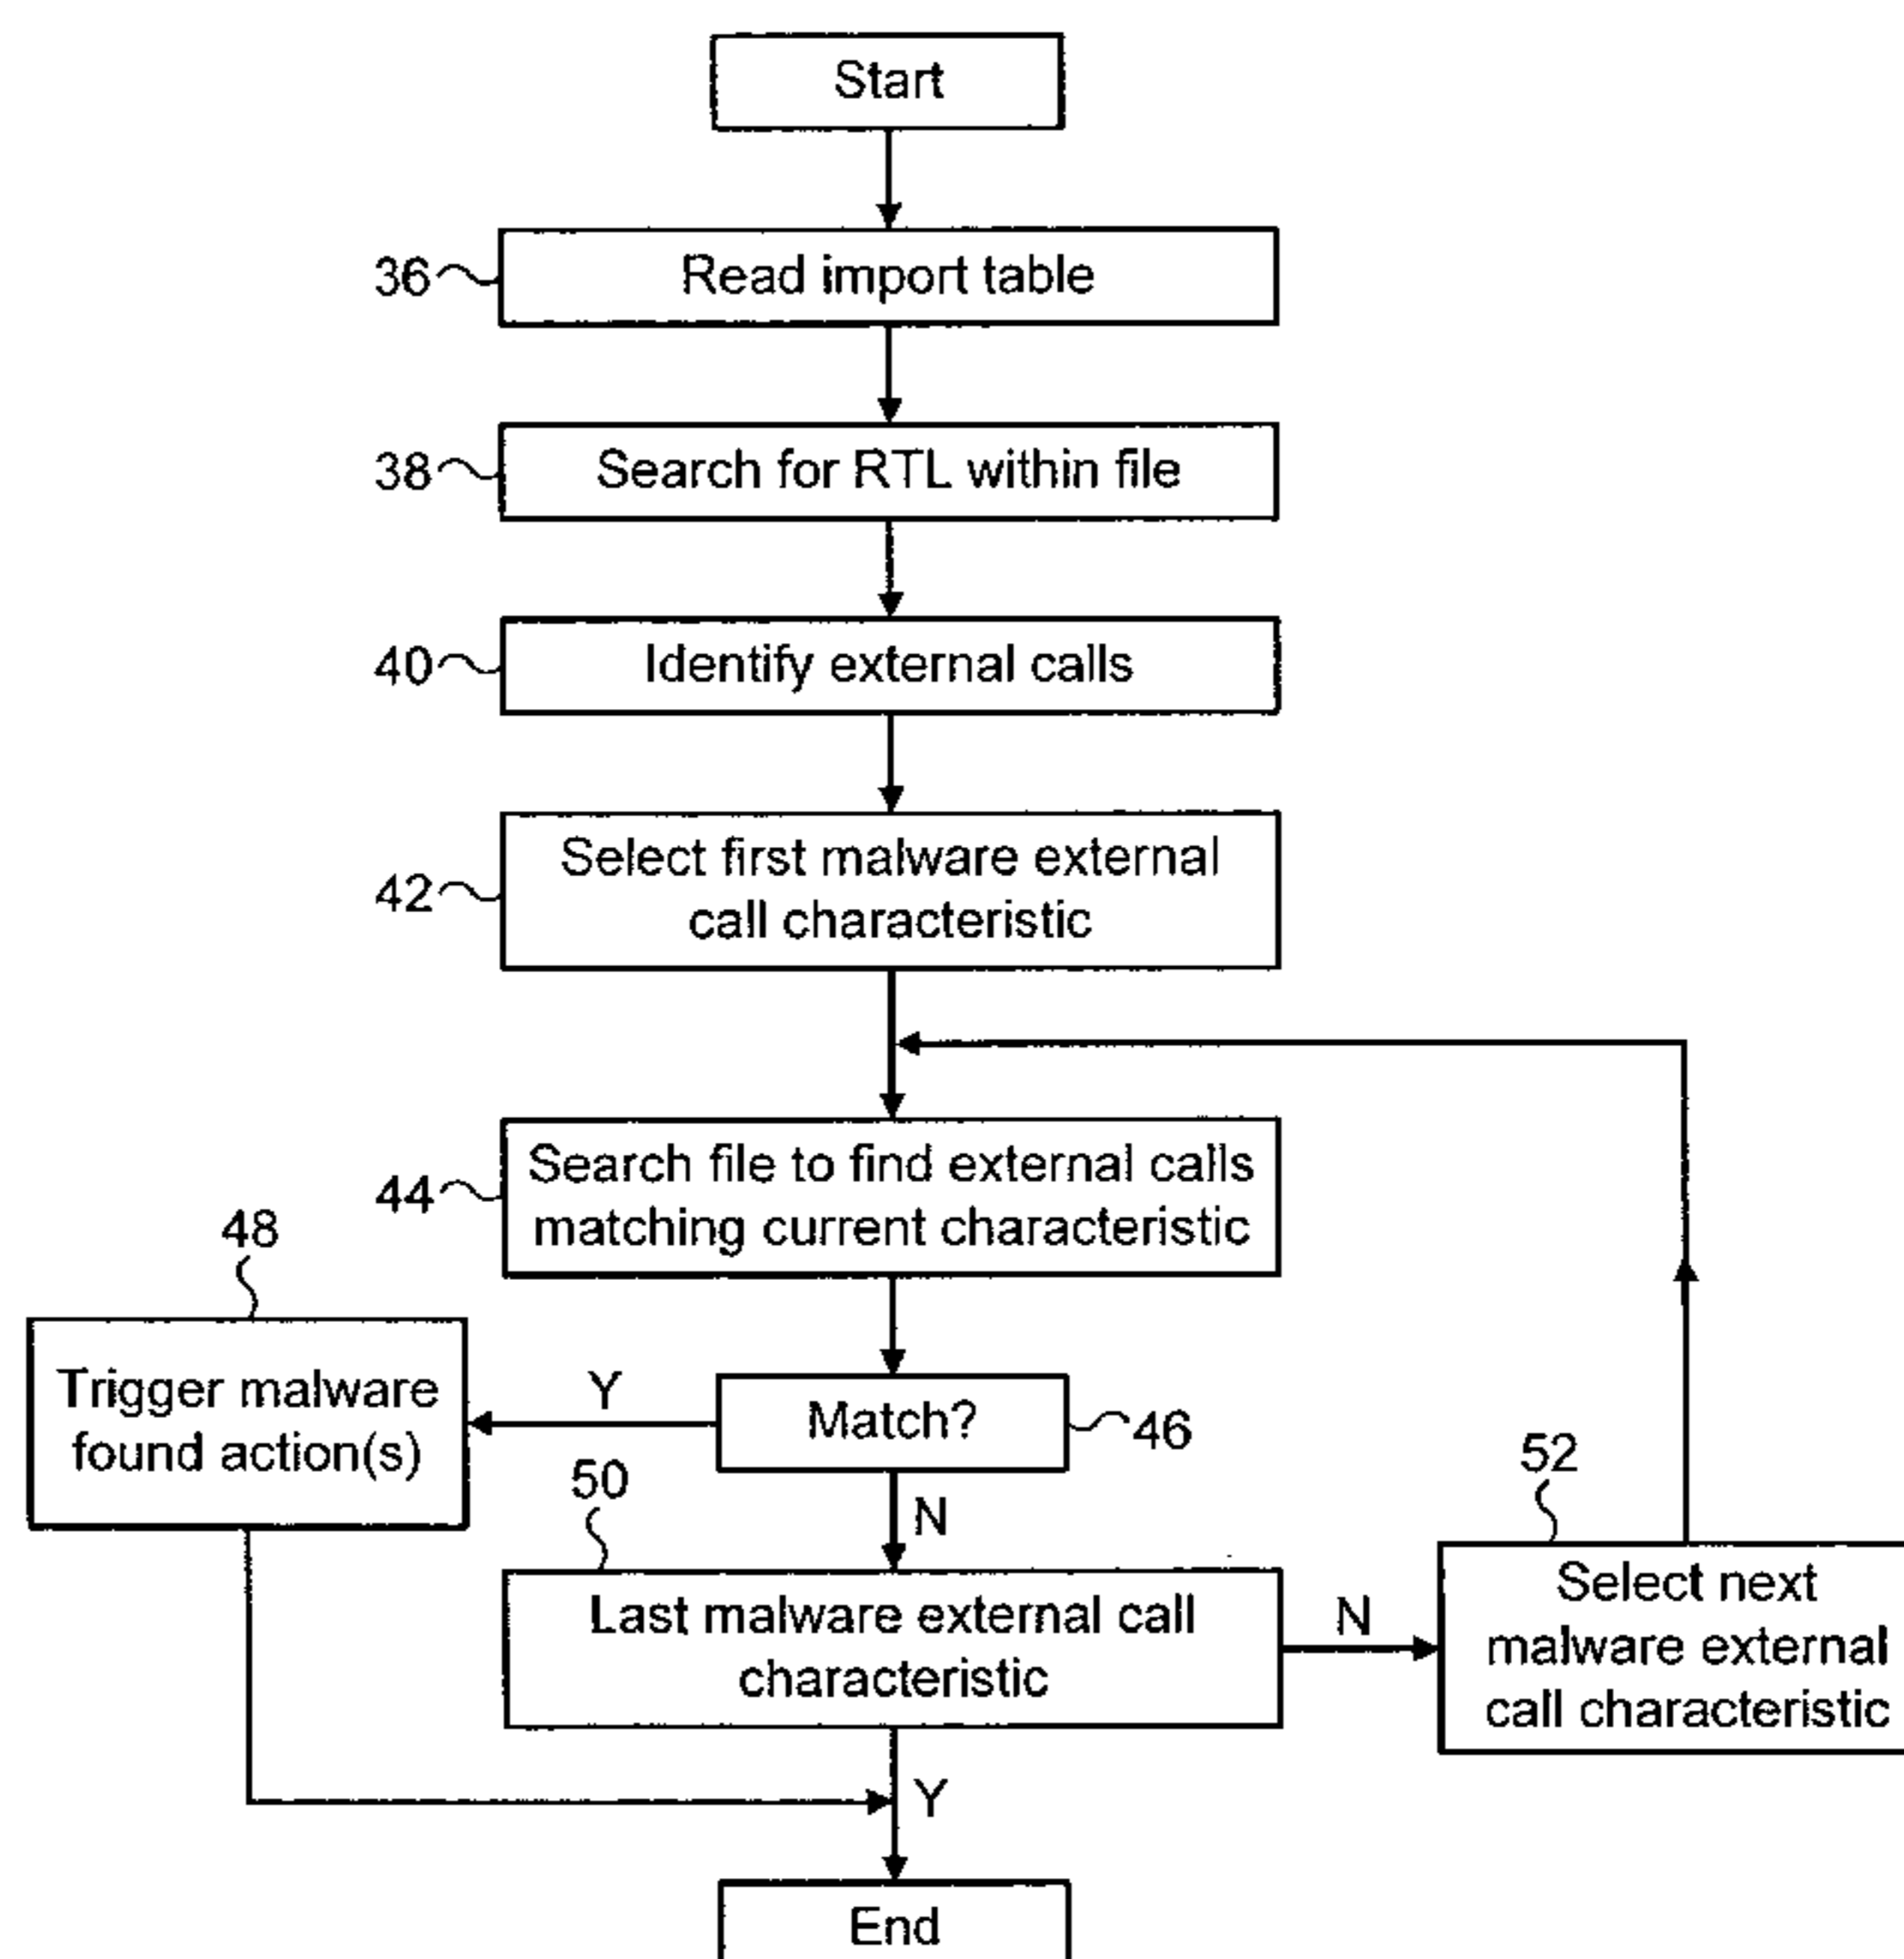 Start
36
Read import table
38
Search for RTL within file
40
Identify external calls
42
Select first malware external
call characteristic
44
Search file to find external calls
matching current characteristic
48
Trigger malware
found action(s)
Y
Match?
46
N
50
Last malware external call
characteristic
N
52
Select next
malware external
call characteristic
Y
End